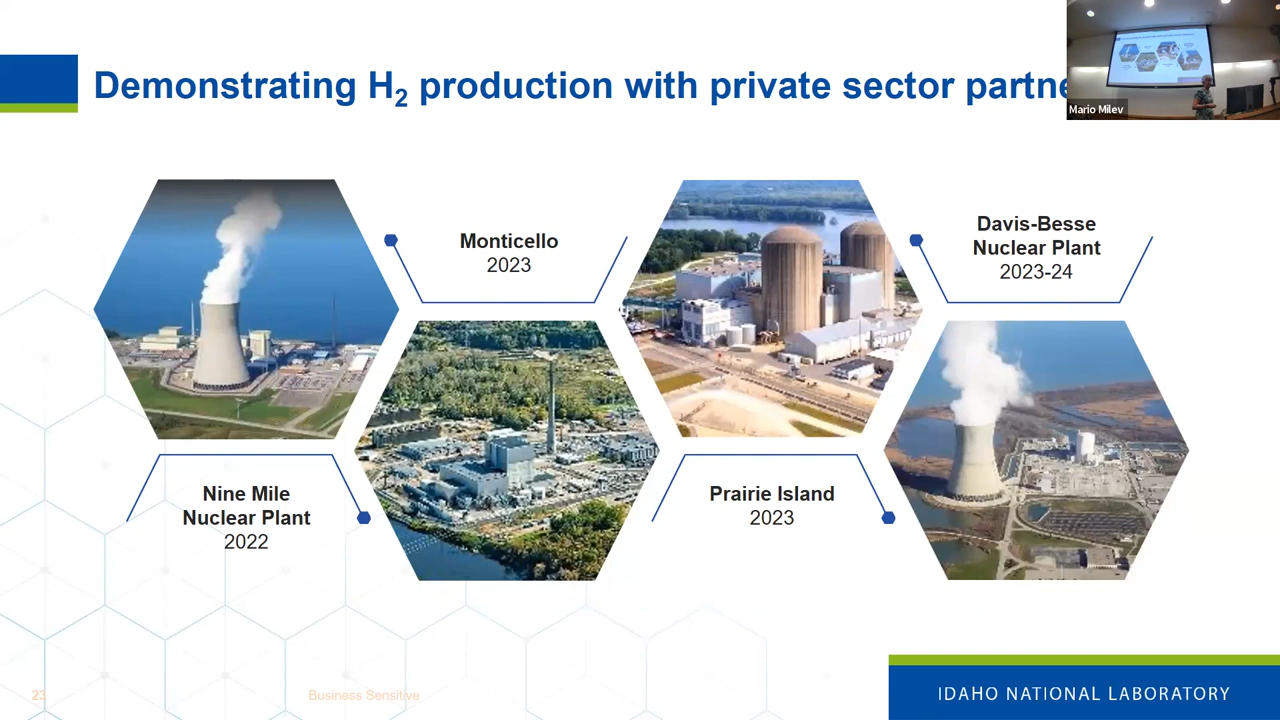 Demonstrating H2 production with private sector partne
Mario Milev
Monticello
2023
Davis-Besse
Nuclear Plant
2023-24
Nine Mile
Nuclear Plant
2022
Prairie Island
2023
23
Business Sensitive
IDAHO NATIONAL LABORATORY